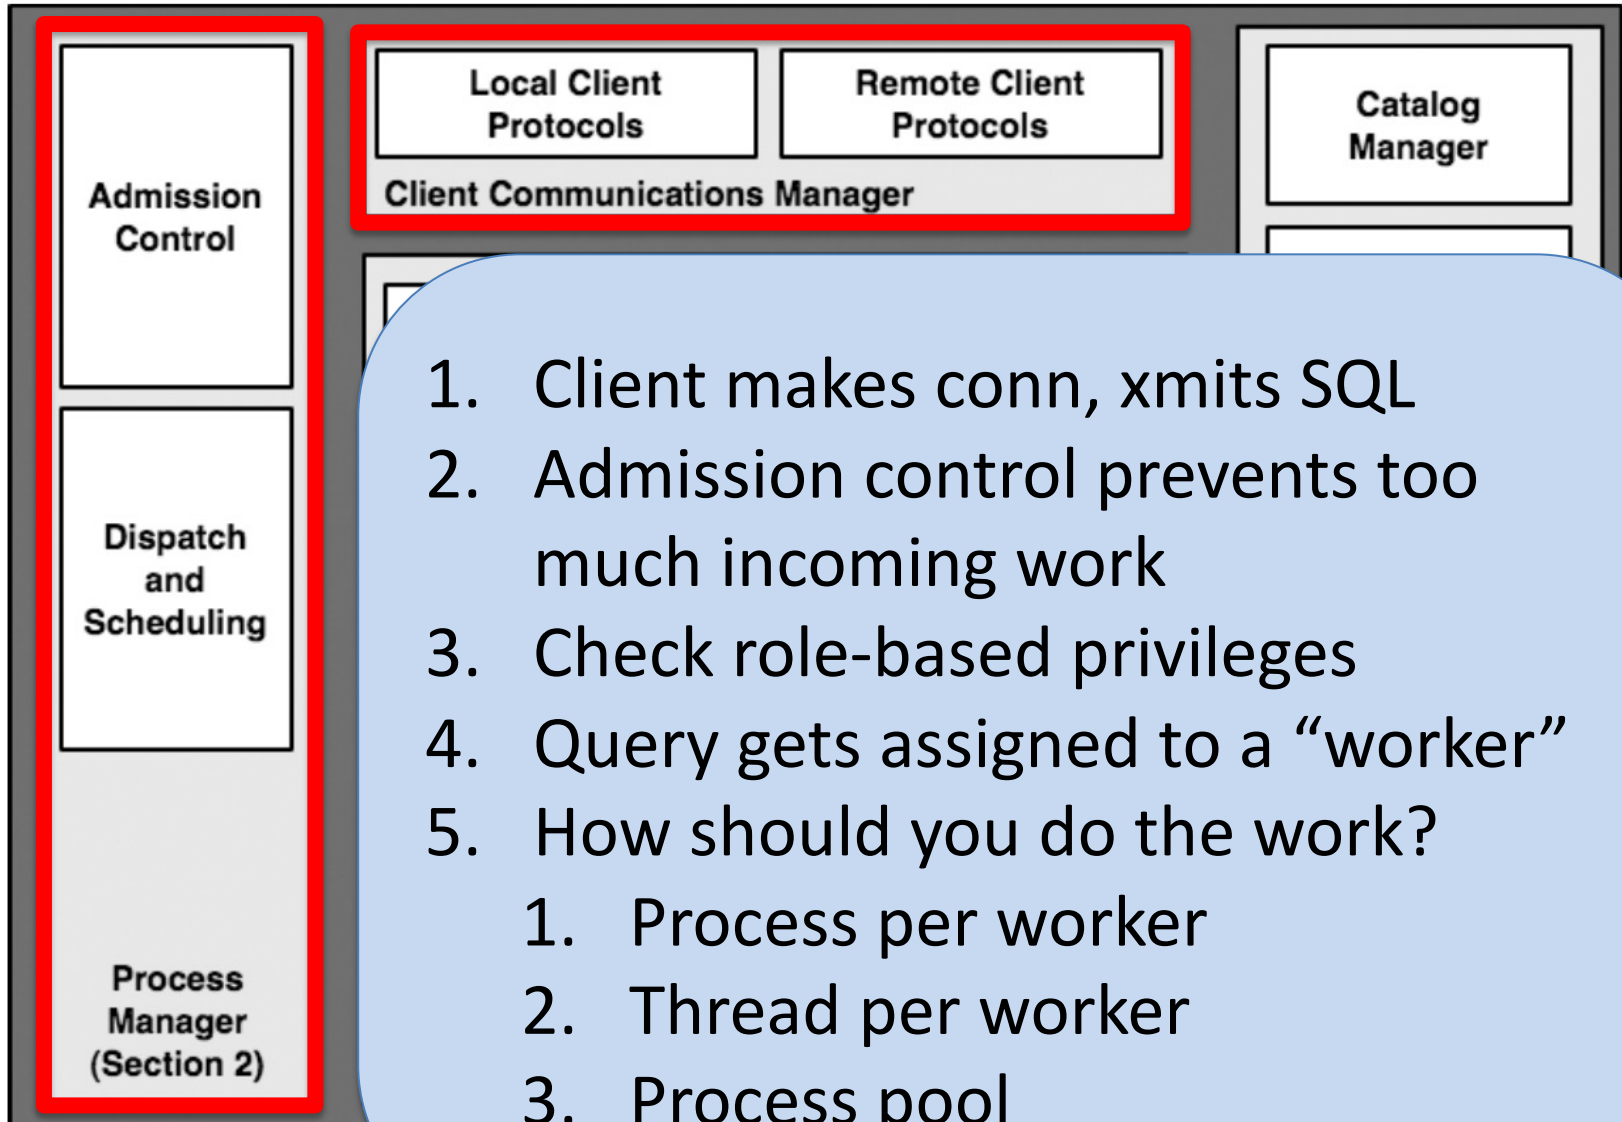 Admission
Control
Dispatch
and
Scheduling
Process
Manager
(Section 2)
Local Client
Protocols
Remote Client
Protocols
Client Communications Manager
Catalog
Manager
1. Client makes conn, xmits SQL
2. Admission control prevents too
much incoming work
3. Check role-based privileges
4. Query gets assigned to a “worker”
5. How should you do the work?
1. Process per worker
2. Thread per worker
3. Process pool